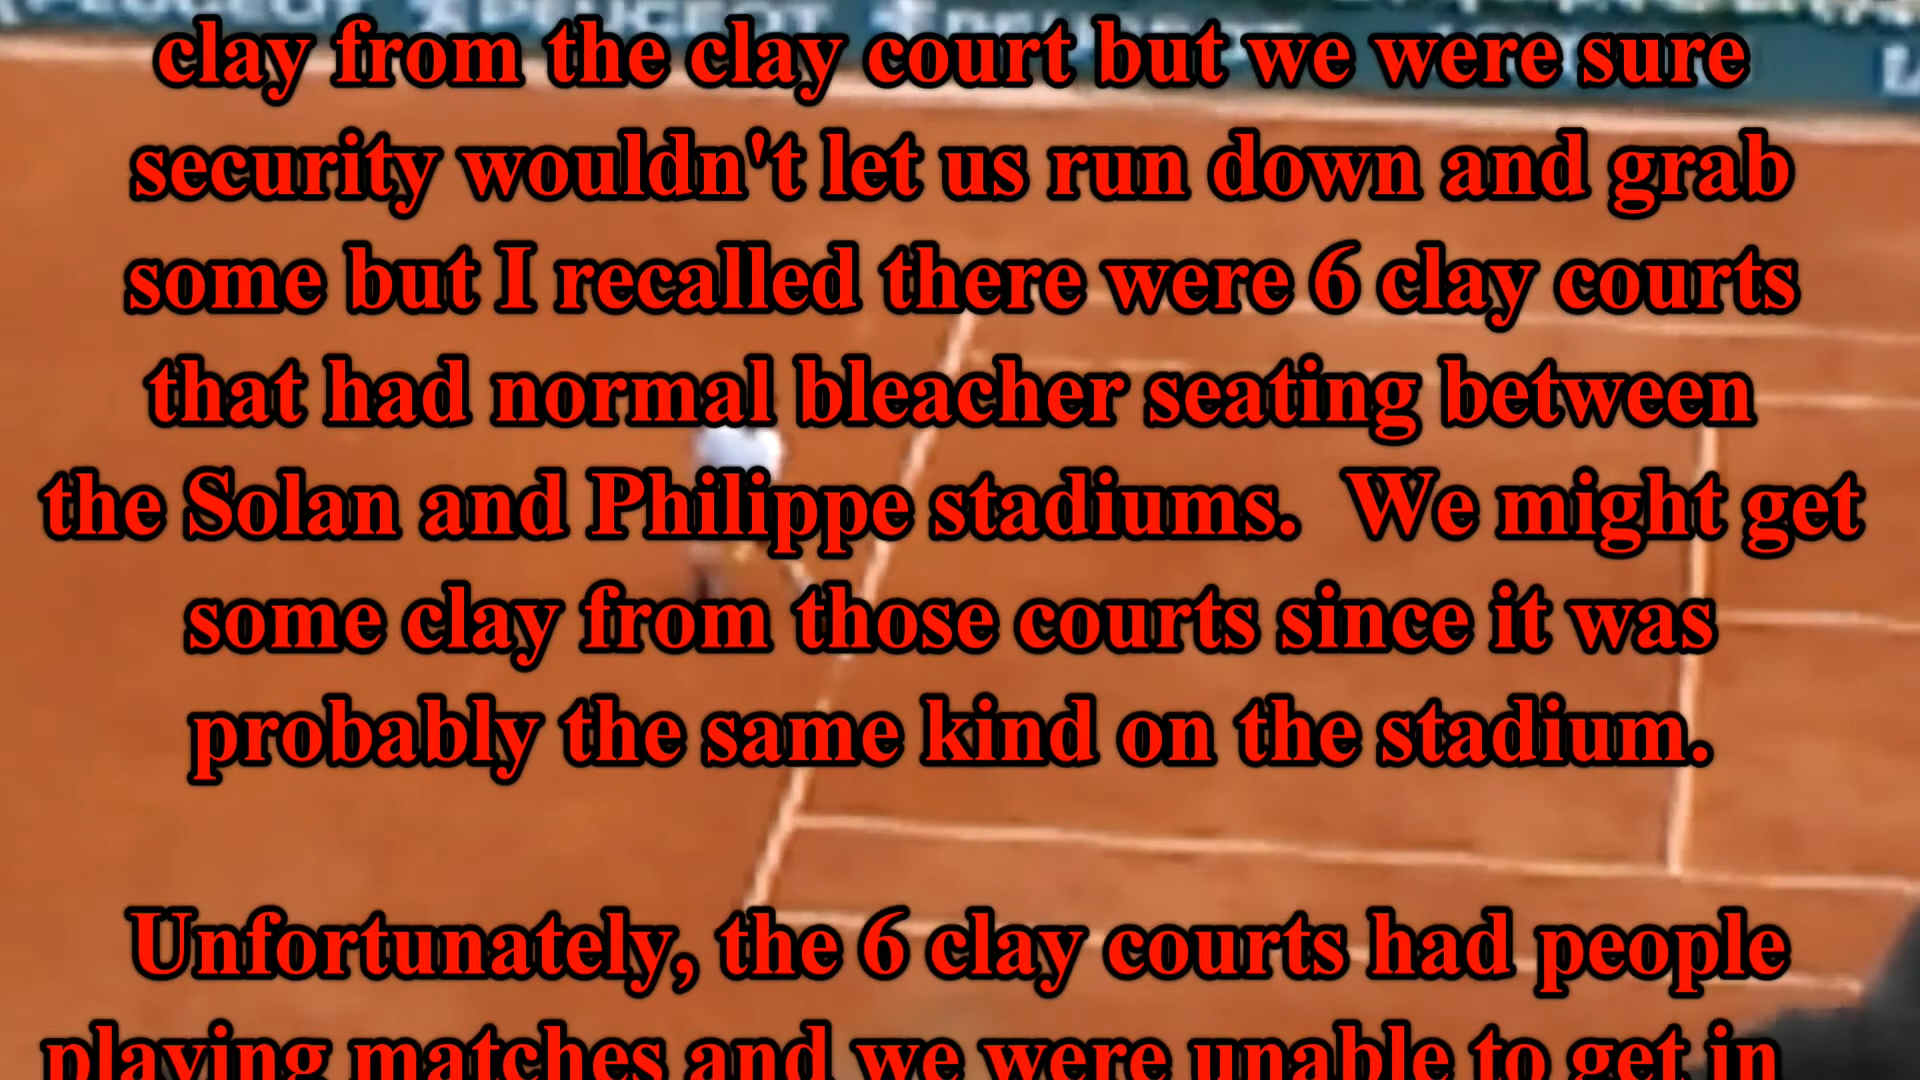 PEUGEOT PEUGEOT
clay from the clay court but we were sure
security wouldn't let us run down and grab
some but I recalled there were 6 clay courts
that had normal bleacher seating between
the Solan and Philippe stadiums.  We might get
some clay from those courts since it was
probably the same kind on the stadium.
Unfortunately, the 6 clay courts had people
playing matches and we were unable to get in